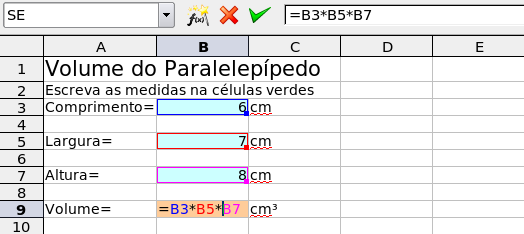 SE =B3*B5*B7
A B C D E
1 Volume do Paralelepípedo
2 Escreva as medidas na células verdes
3 Comprimento= 6 cm
4
5 Largura= 7 cm
6
7 Altura= 8 cm
8
9 Volume= =B3*B5*B7 cm³
10